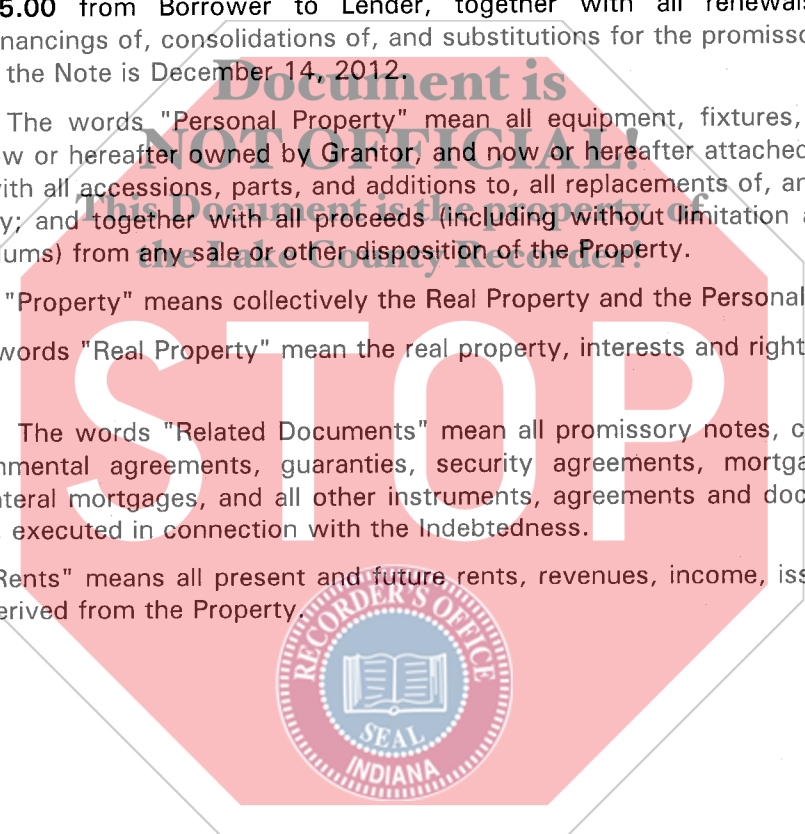 5.00 from Borrower to Lender, together with all renewals
nancings of, consolidations of, and substitutions for the promisso
the Note is December 14, 2012.
Document is
The words "Personal Property" mean all equipment, fixtures,
NOT OFFICIAL!
w or hereafter owned by Grantor, and now or hereafter attached
ith all accessions, parts, and additions to, all replacements of, an
This Document is the property of
y; and together with all proceeds (including without limitation a
the Lake County Recorder!
iums) from any sale or other disposition of the Property.
"Property" means collectively the Real Property and the Personal
words "Real Property" mean the real property, interests and right
STOP
The words "Related Documents" mean all promissory notes, c
nmental agreements, guaranties, security agreements, mortga
ateral mortgages, and all other instruments, agreements and doc
executed in connection with the Indebtedness.
Rents" means all present and future rents, revenues, income, iss
erived from the Property.
RECORDER'S OFFICE
SEAL
INDIANA